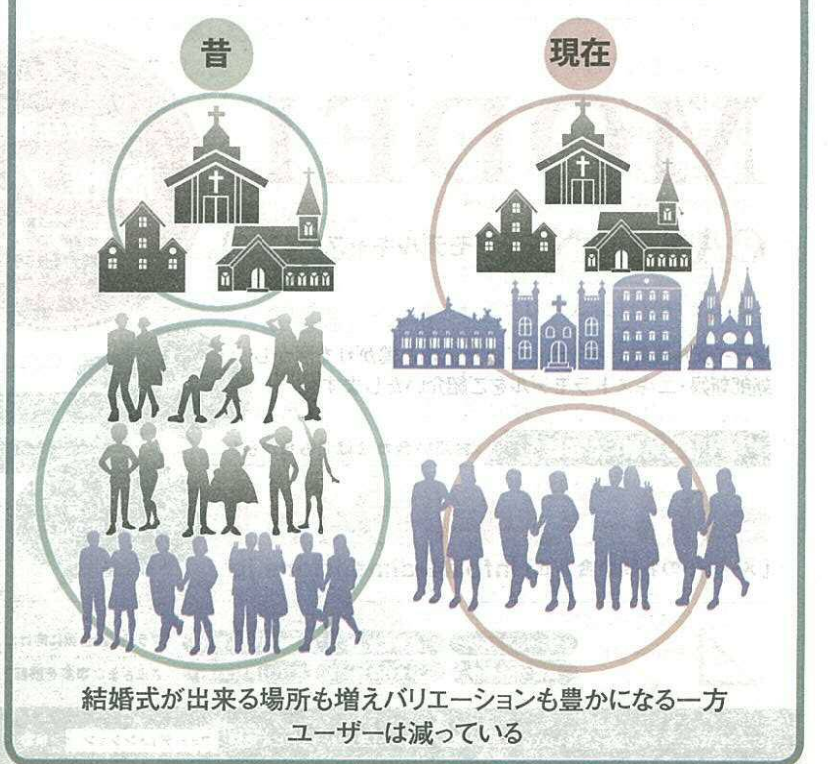 昔
現在
結婚式が出来る場所も増えバリエーションも豊かになる一方
ユーザーは減っている